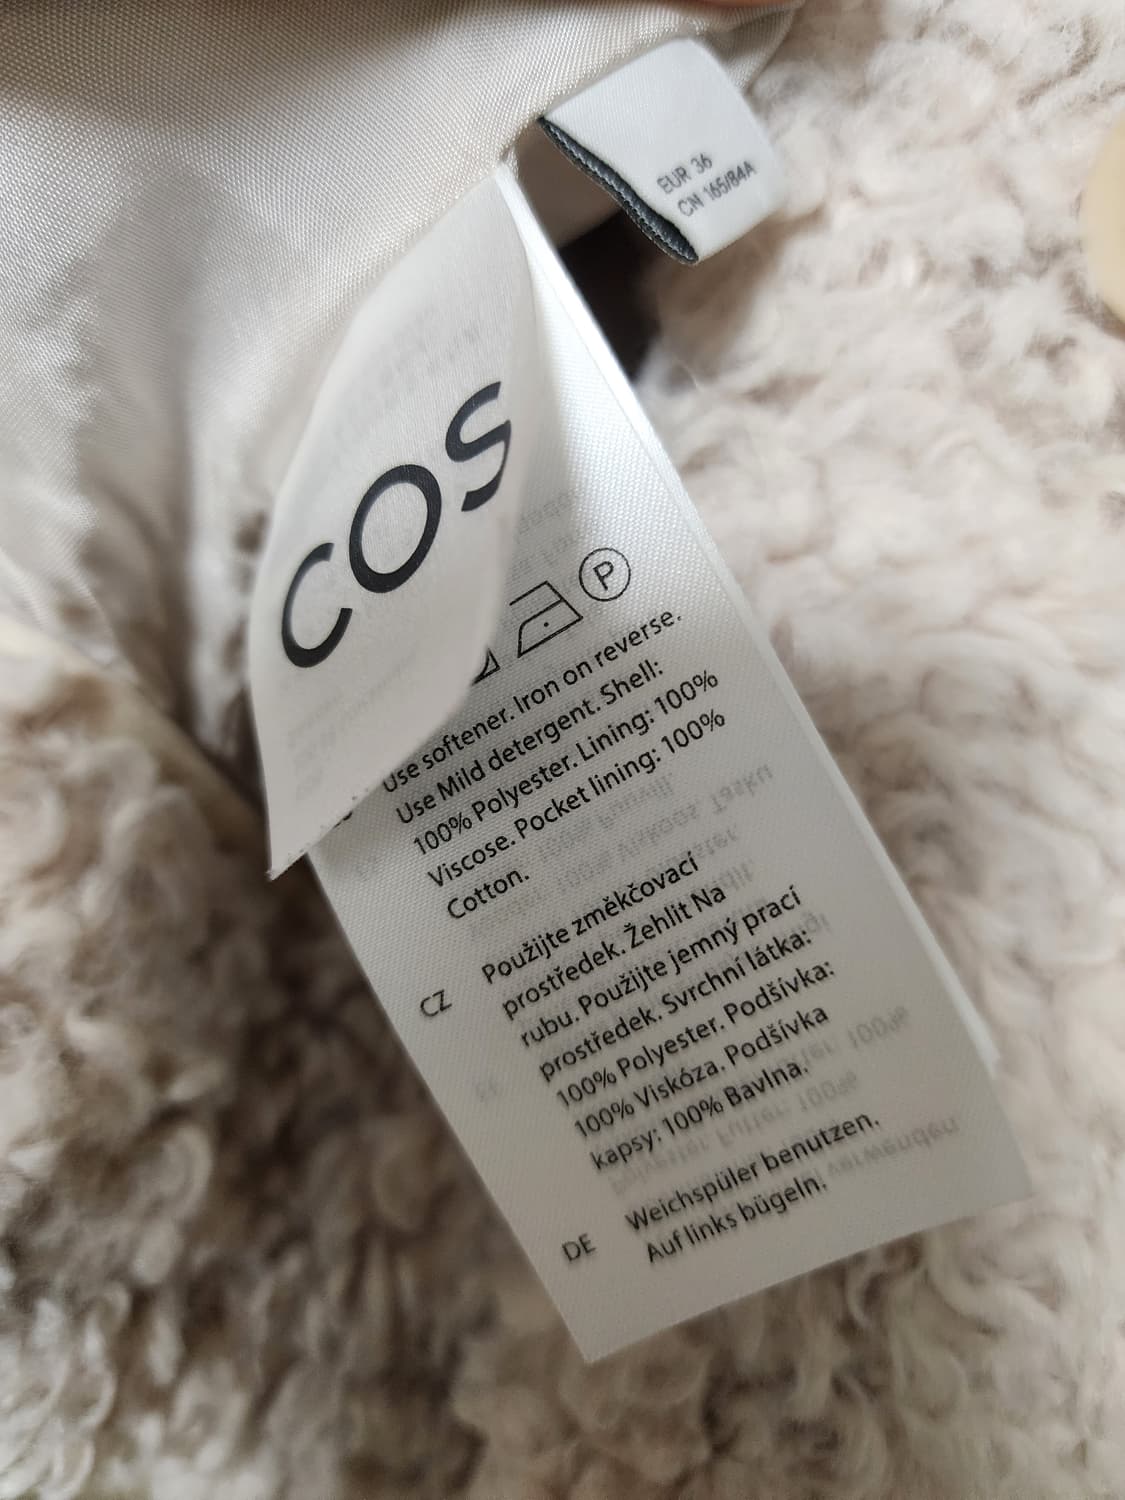 EUR 36
CN 165/84A
COS
P
Use softener. Iron on reverse.
Use Mild detergent. Shell:
100% Polyester. Lining: 100%
Viscose. Pocket lining: 100%
Cotton.
CZ Použijte změkčovací
prostředek. Žehlit Na
rubu. Použijte jemný prací
prostředek. Svrchní látka:
100% Polyester. Podšívka:
100% Viskóza. Podšívka
kapsy: 100% Bavlna.
DE Weichspüler benutzen.
Auf links bügeln.